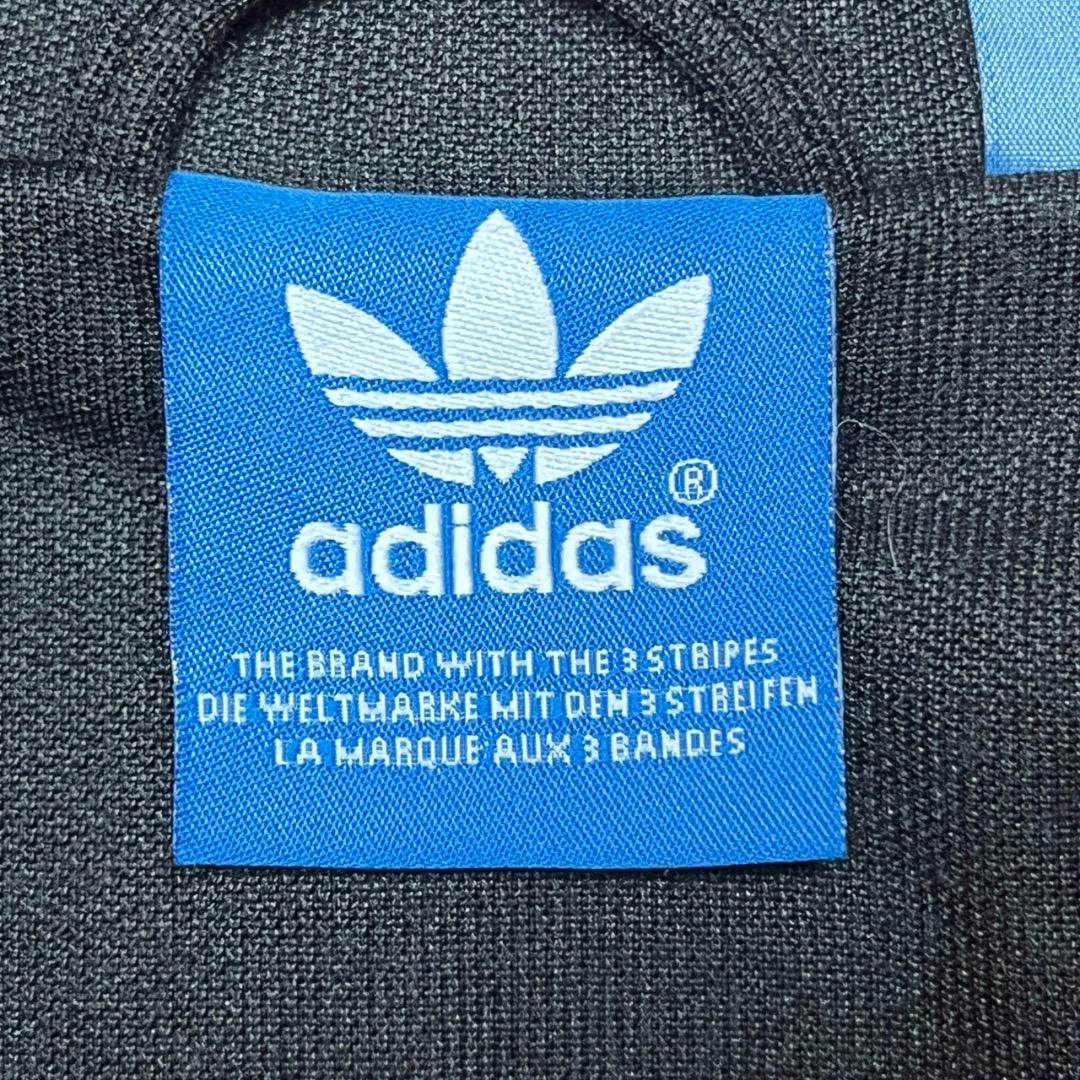 adidas®
THE BRAND WITH THE 3 STRIPES
DIE WELTMARKE MIT DEN 3 STREIFEN
LA MARQUE AUX 3 BANDES